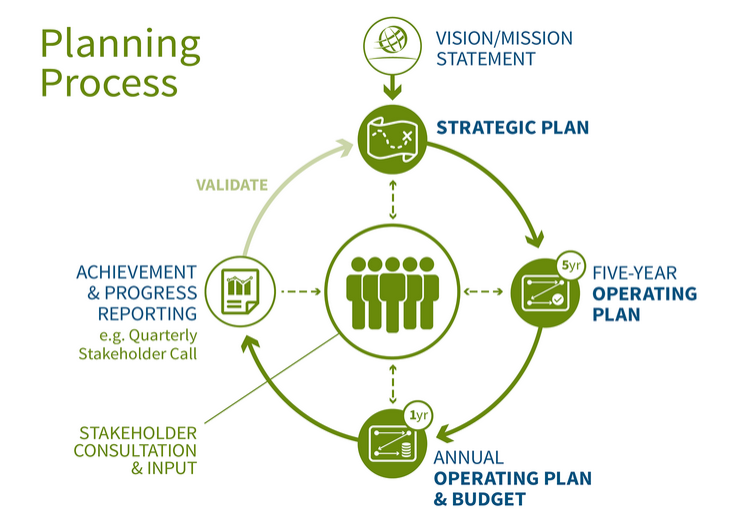 Planning
Process
VISION/MISSION
STATEMENT
STRATEGIC PLAN
VALIDATE
5yr
FIVE-YEAR
OPERATING
PLAN
ACHIEVEMENT
& PROGRESS
REPORTING
e.g. Quarterly
Stakeholder Call
1yr
STAKEHOLDER
CONSULTATION
& INPUT
ANNUAL
OPERATING PLAN
& BUDGET